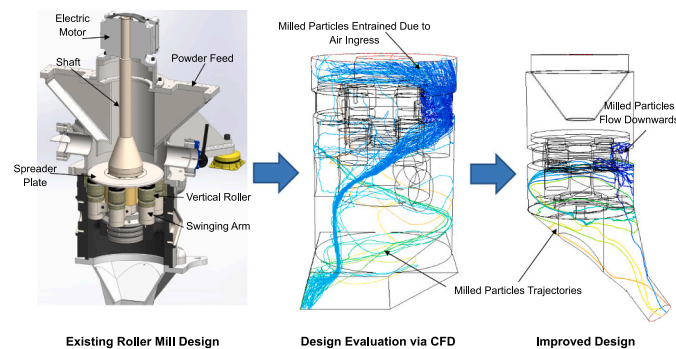 Electric
Motor
Shaft
Powder Feed
Spreader
Plate
Vertical Roller
Swinging Arm
Existing Roller Mill Design
Milled Particles Entrained Due to
Air Ingress
Milled Particles Trajectories
Design Evaluation via CFD
Milled Particles
Flow Downwards
Improved Design